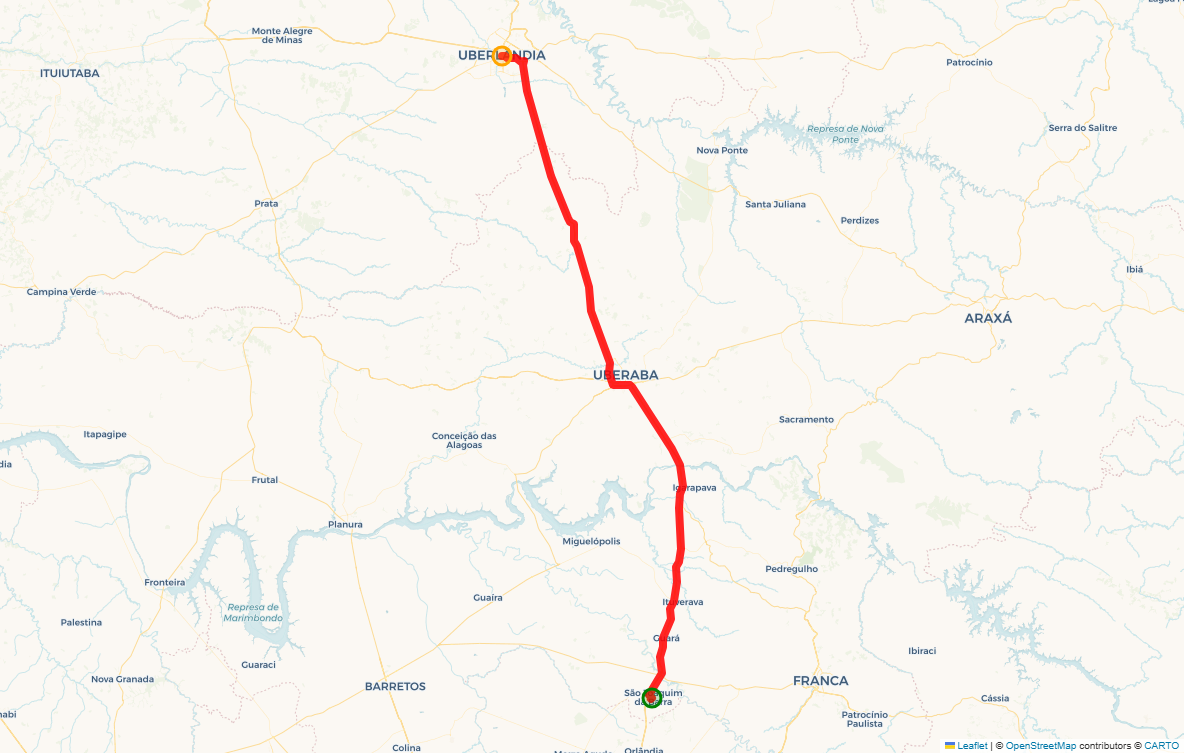 Monte Alegre
de Minas
UBERLÂNDIA
ITUIUTABA
Patrocínio
Represa de Nova
Ponte
Serra do Salitre
Nova Ponte
Prata
Santa Juliana
Perdizes
Ibiá
Campina Verde
ARAXÁ
UBERABA
Sacramento
Itapagipe
Conceição das
Alagoas
dia
Frutal
Igarapava
Planura
Miguelópolis
Fronteira
Pedregulho
Guaíra
Ituverava
Represa de
Marimbondo
Palestina
Guará
Ibiraci
Guaraci
Nova Granada
BARRETOS
FRANCA
São Joaquim
da Barra
Cássia
Patrocínio
Paulista
Colina
Orlândia
Leaflet | © OpenStreetMap contributors © CARTO